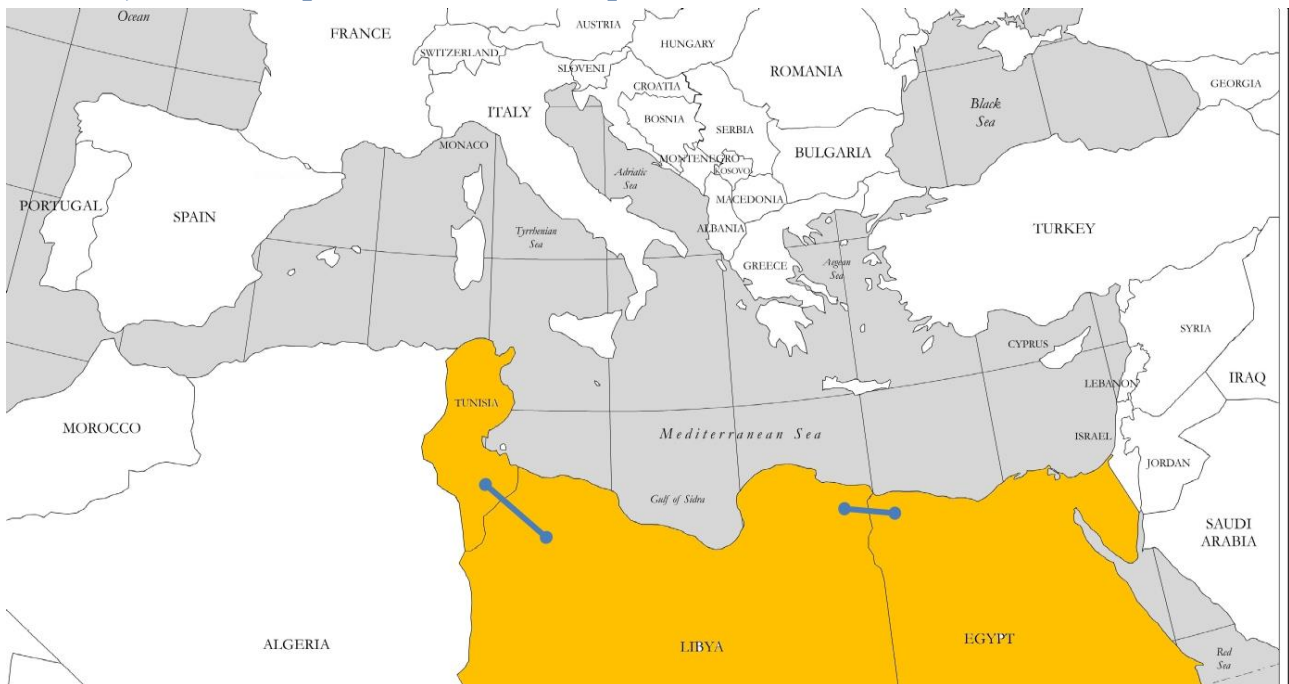 Ocean
FRANCE
AUSTRIA
SWITZERLAND
HUNGARY
SLOVENI
ROMANIA
CROATIA
GEORGIA
ITALY
BOSNIA
Black
Sea
SERBIA
MONACO
BULGARIA
MONTENEGRO
KOSOVO
Adriatic
Sea
MACEDONIA
PORTUGAL
SPAIN
Tyrrhenian
Sea
ALBANIA
TURKEY
GREECE
Aegean
Sea
SYRIA
CYPRUS
LEBANON
IRAQ
TUNISIA
MOROCCO
Mediterranean Sea
ISRAEL
JORDAN
Gulf of Sidra
SAUDI
ARABIA
ALGERIA
LIBYA
EGYPT
Red
Sea